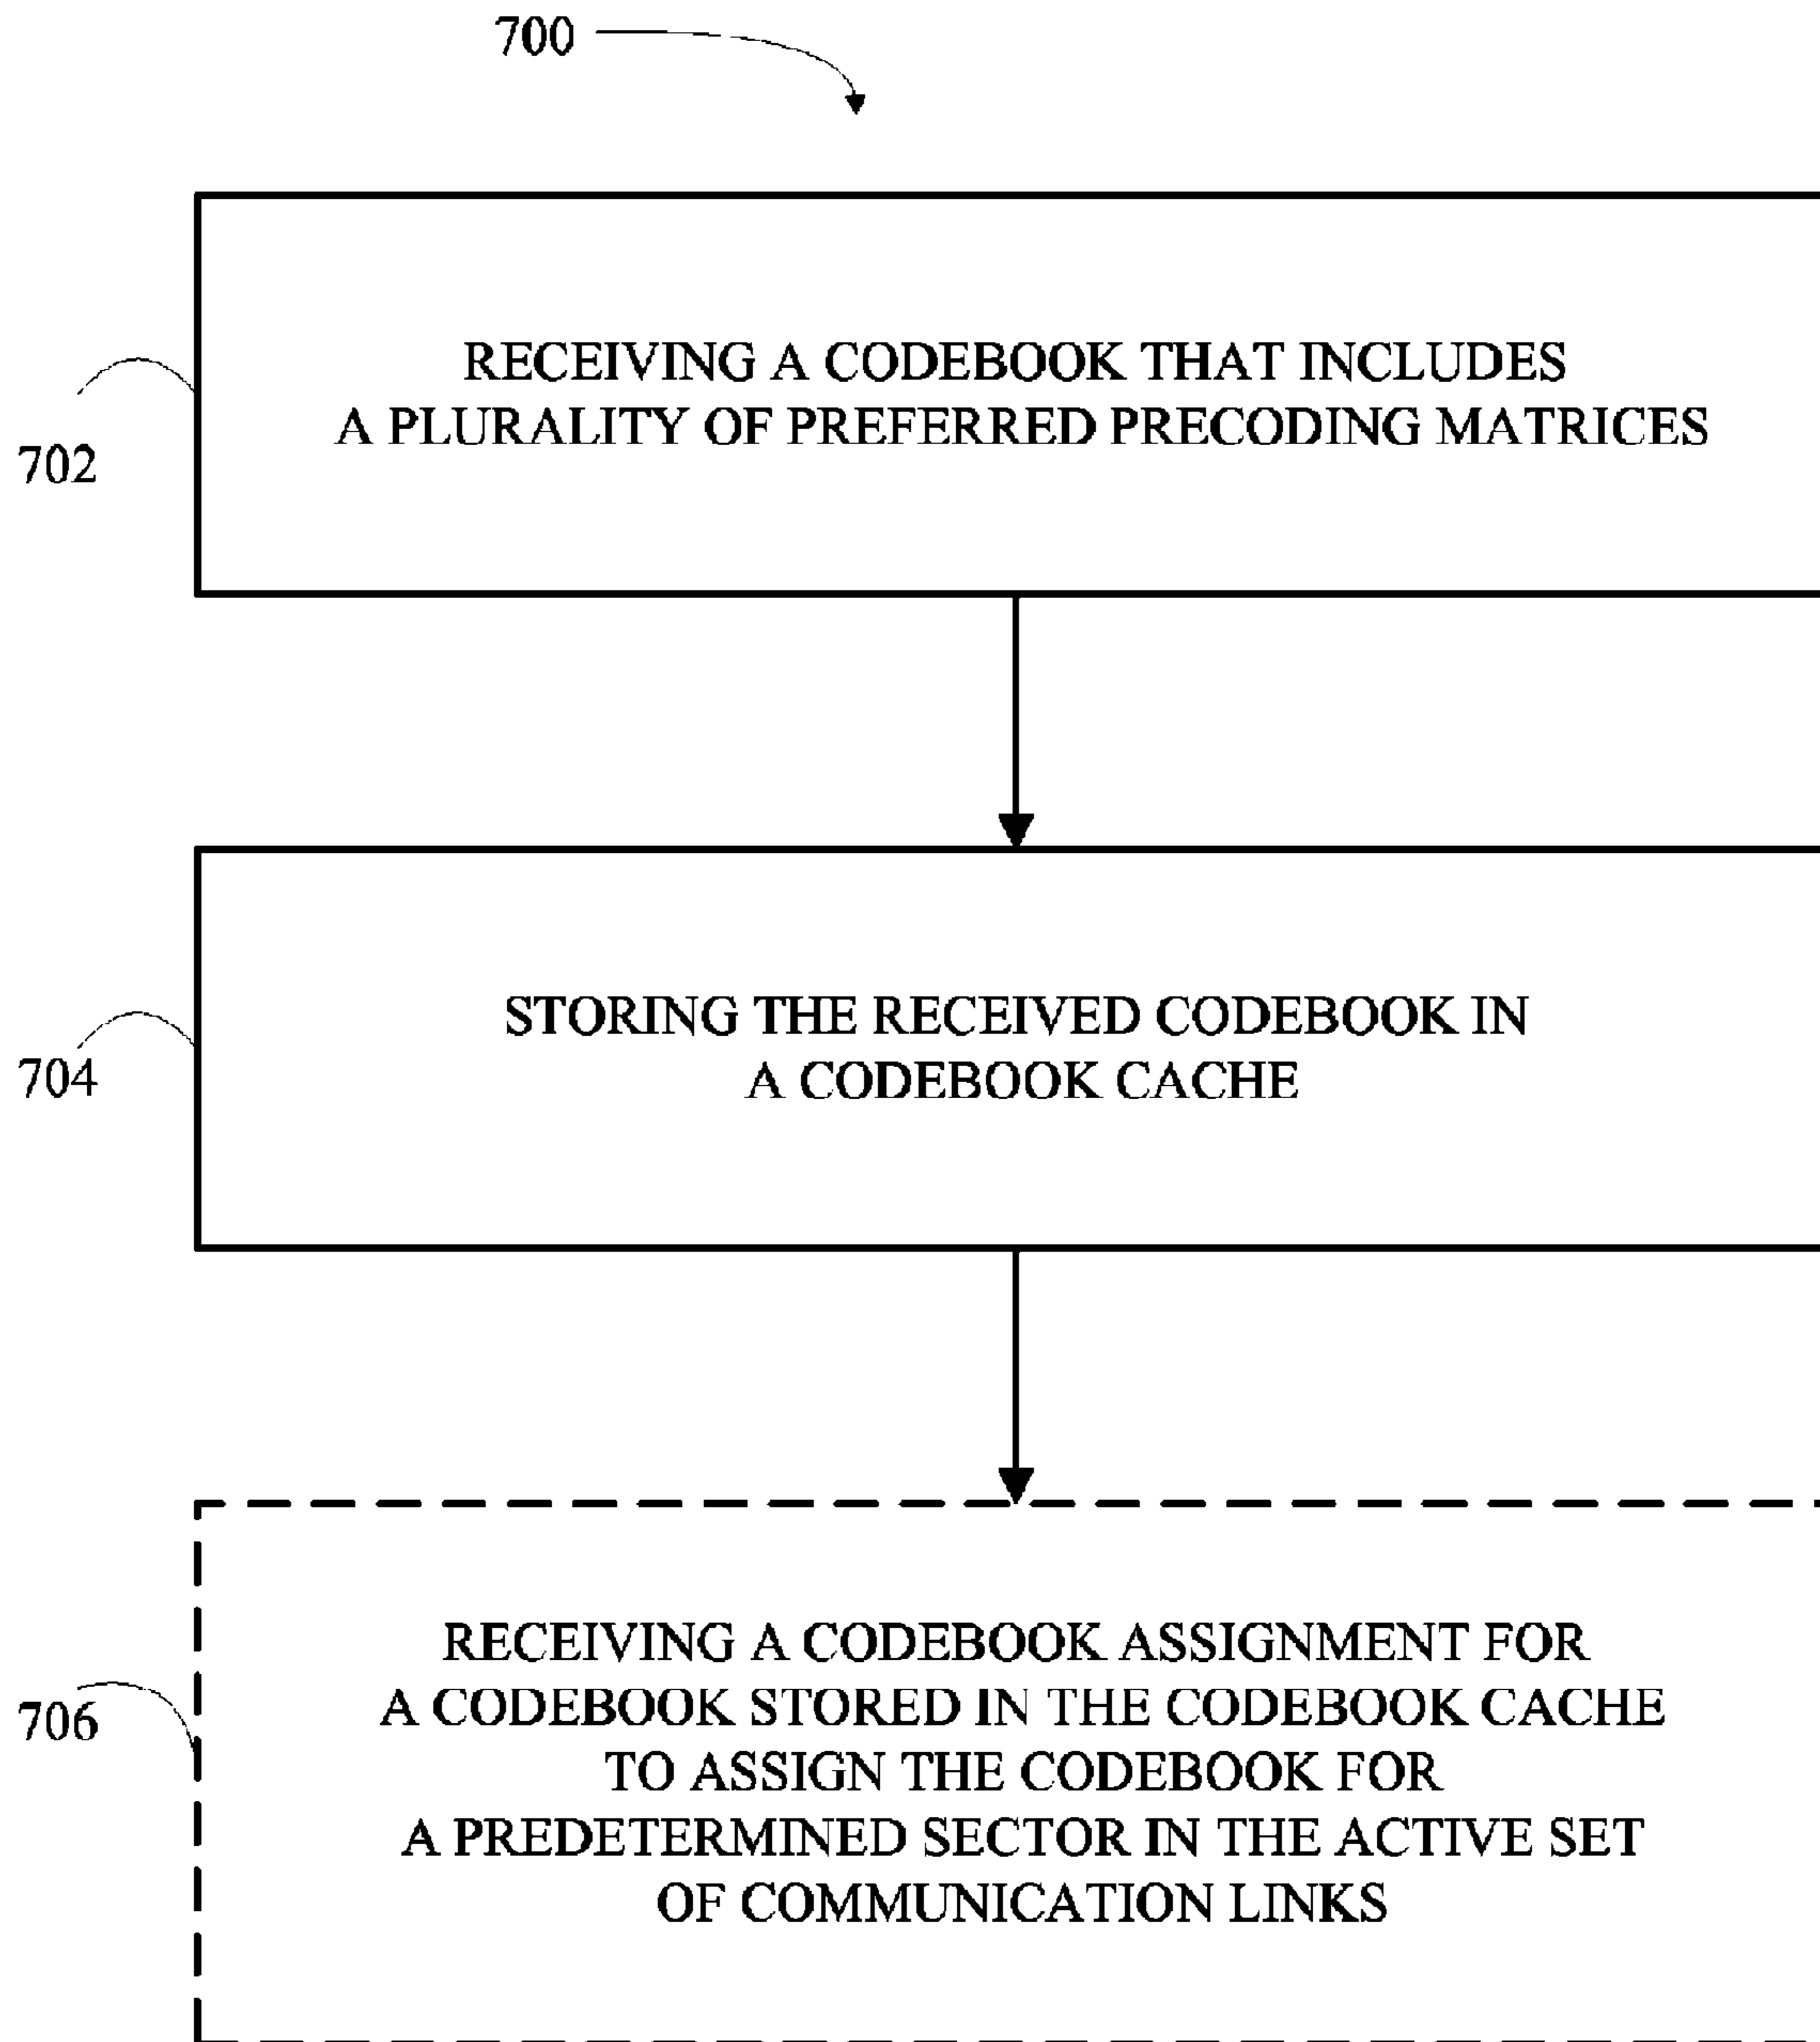 700
RECEIVING A CODEBOOK THAT INCLUDES
A PLURALITY OF PREFERRED PRECODING MATRICES
702
STORING THE RECEIVED CODEBOOK IN
A CODEBOOK CACHE
704
RECEIVING A CODEBOOK ASSIGNMENT FOR
A CODEBOOK STORED IN THE CODEBOOK CACHE
TO ASSIGN THE CODEBOOK FOR
A PREDETERMINED SECTOR IN THE ACTIVE SET
OF COMMUNICATION LINKS
706